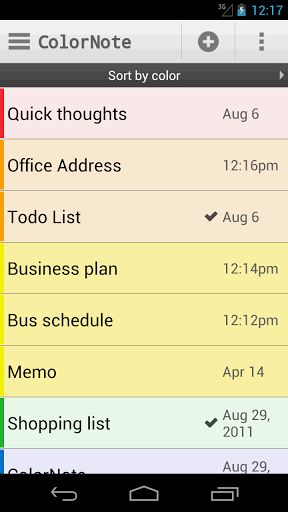 3G 12:17
ColorNote
Sort by color
Quick thoughts Aug 6
Office Address 12:16pm
Todo List Aug 6
Business plan 12:14pm
Bus schedule 12:12pm
Memo Apr 14
Shopping list Aug 29,
2011
ColorNote Aug 29,